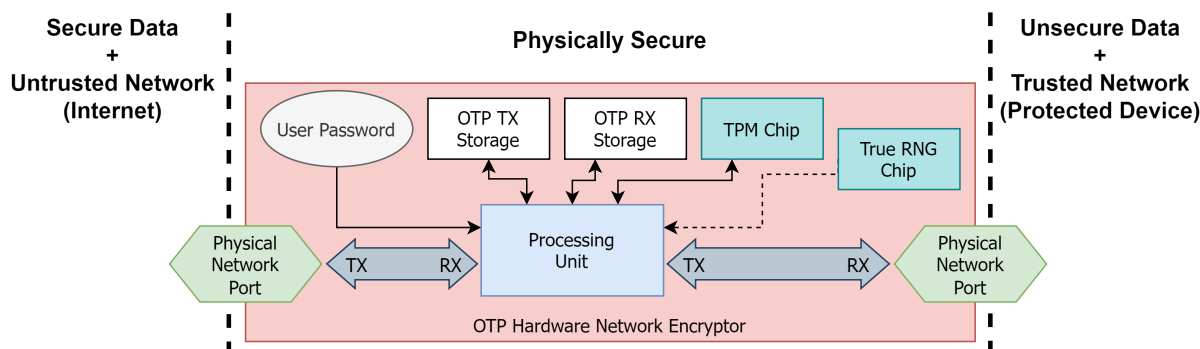 Secure Data
+
Untrusted Network
(Internet)
Physically Secure
Unsecure Data
+
Trusted Network
(Protected Device)
User Password
OTP TX
Storage
OTP RX
Storage
TPM Chip
True RNG
Chip
Physical
Network
Port
TX
RX
Processing
Unit
TX
RX
Physical
Network
Port
OTP Hardware Network Encryptor